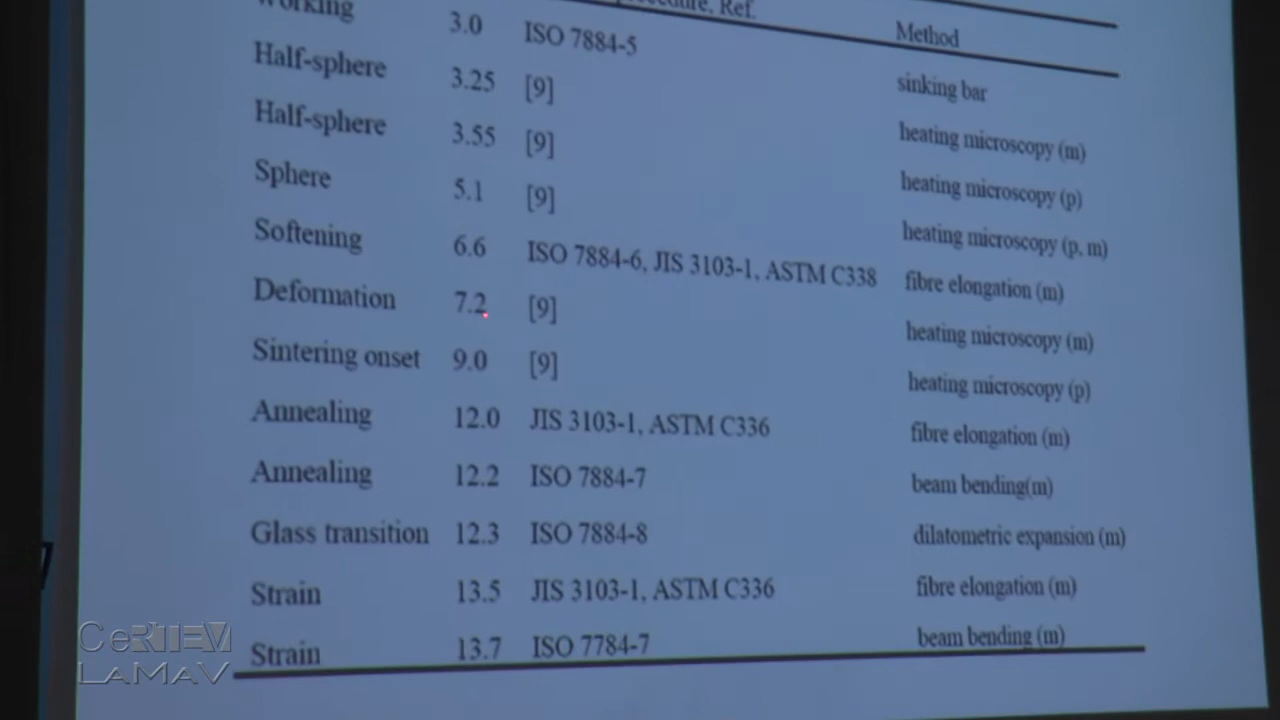 Working 3.0 ISO 7884-5 sinking bar
Procedure, Ref. Method
Half-sphere 3.25 [9] heating microscopy (m)
Half-sphere 3.55 [9] heating microscopy (p)
Sphere 5.1 [9] heating microscopy (p, m)
Softening 6.6 ISO 7884-6, JIS 3103-1, ASTM C338 fibre elongation (m)
Deformation 7.2 [9] heating microscopy (m)
Sintering onset 9.0 [9] heating microscopy (p)
Annealing 12.0 JIS 3103-1, ASTM C336 fibre elongation (m)
Annealing 12.2 ISO 7884-7 beam bending(m)
Glass transition 12.3 ISO 7884-8 dilatometric expansion (m)
Strain 13.5 JIS 3103-1, ASTM C336 fibre elongation (m)
Strain 13.7 ISO 7784-7 beam bending (m)
CeRTEV
LAMAV